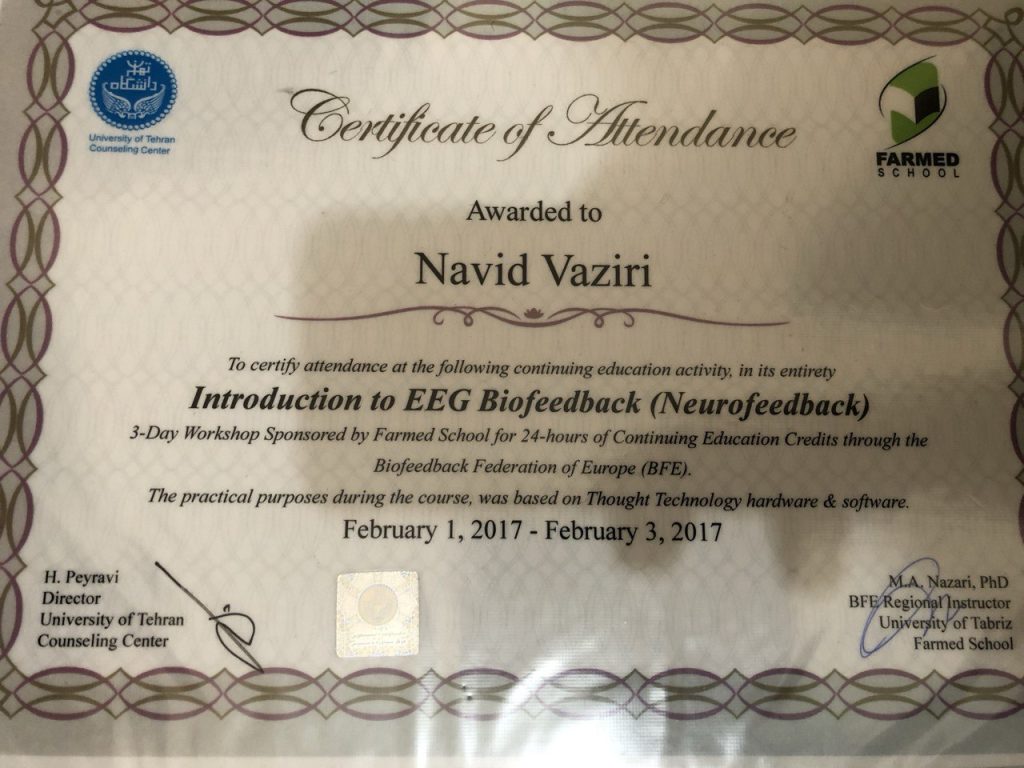 تهران
دانشگاه
University of Tehran
Counseling Center
Certificate of Attendance
FARMED
SCHOOL
Awarded to
Navid Vaziri
To certify attendance at the following continuing education activity, in its entirety
Introduction to EEG Biofeedback (Neurofeedback)
3-Day Workshop Sponsored by Farmed School for 24-hours of Continuing Education Credits through the
Biofeedback Federation of Europe (BFE).
The practical purposes during the course, was based on Thought Technology hardware & software.
February 1, 2017 - February 3, 2017
H. Peyravi
Director
University of Tehran
Counseling Center
M.A. Nazari, PhD
BFE Regional Instructor
University of Tabriz
Farmed School